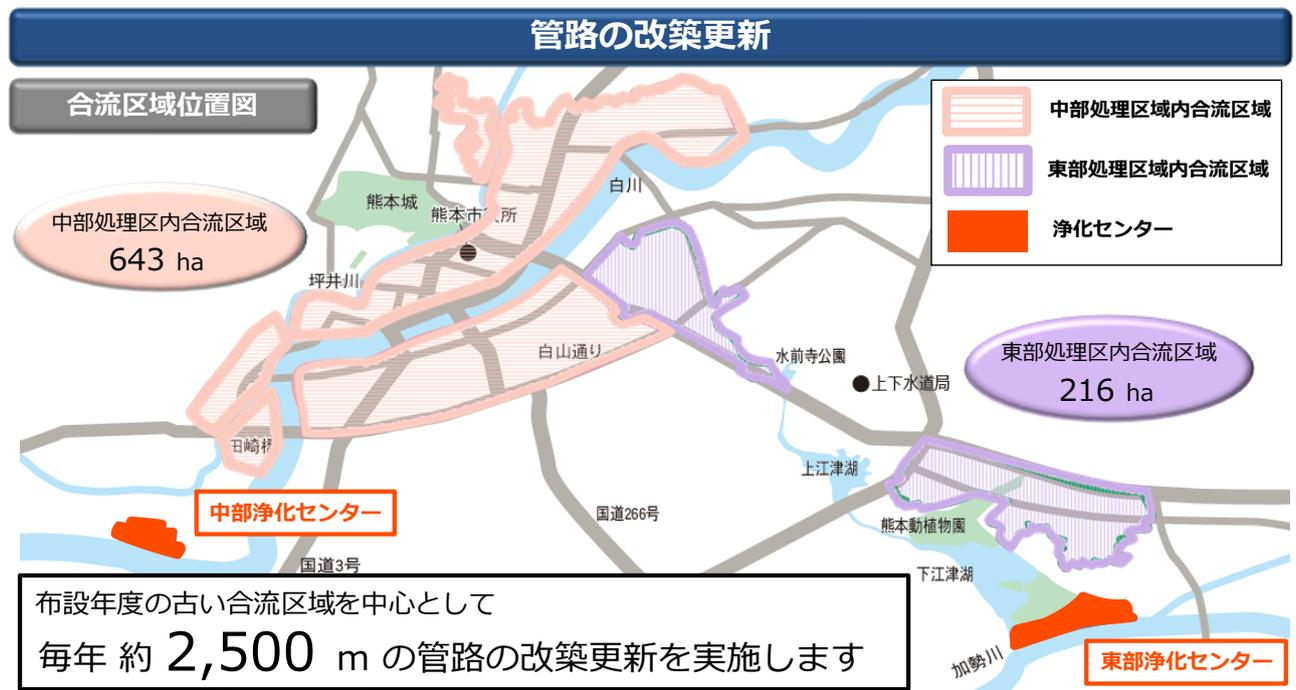 管路の改築更新
合流区域位置図
中部処理区域内合流区域
東部処理区域内合流区域
浄化センター
中部処理区内合流区域
643 ha
熊本城
熊本市役所
白川
坪井川
白山通り
水前寺公園
上下水道局
東部処理区内合流区域
216 ha
田崎橋
上江津湖
中部浄化センター
国道266号
熊本動植物園
国道3号
下江津湖
布設年度の古い合流区域を中心として
毎年 約 2,500 m の管路の改築更新を実施します
加勢川
東部浄化センター